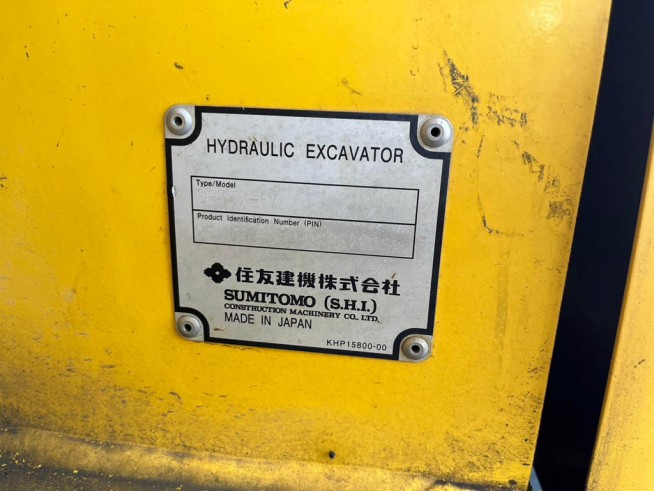 HYDRAULIC EXCAVATOR
Type/Model
Product Identification Number (PIN)
住友建機株式会社
SUMITOMO (S.H.I.)
CONSTRUCTION MACHINERY CO., LTD.
MADE IN JAPAN
KHP15800-00